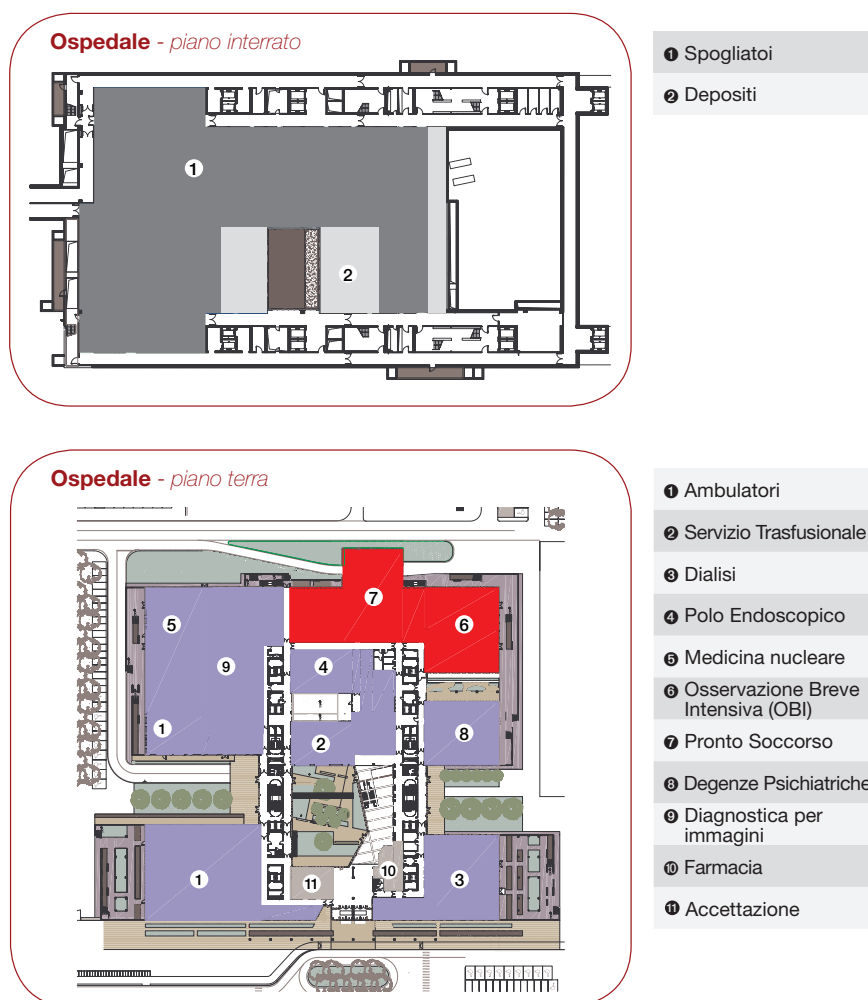 Ospedale - piano interrato
1
2
❶ Spogliatoi
❷ Depositi
Ospedale - piano terra
7
5
6
4
9
1
2
8
10
11
1
3
❶ Ambulatori
❷ Servizio Trasfusionale
❸ Dialisi
❹ Polo Endoscopico
❺ Medicina nucleare
❻ Osservazione Breve
Intensiva (OBI)
❼ Pronto Soccorso
❽ Degenze Psichiatriche
❾ Diagnostica per
immagini
❿ Farmacia
⓫ Accettazione